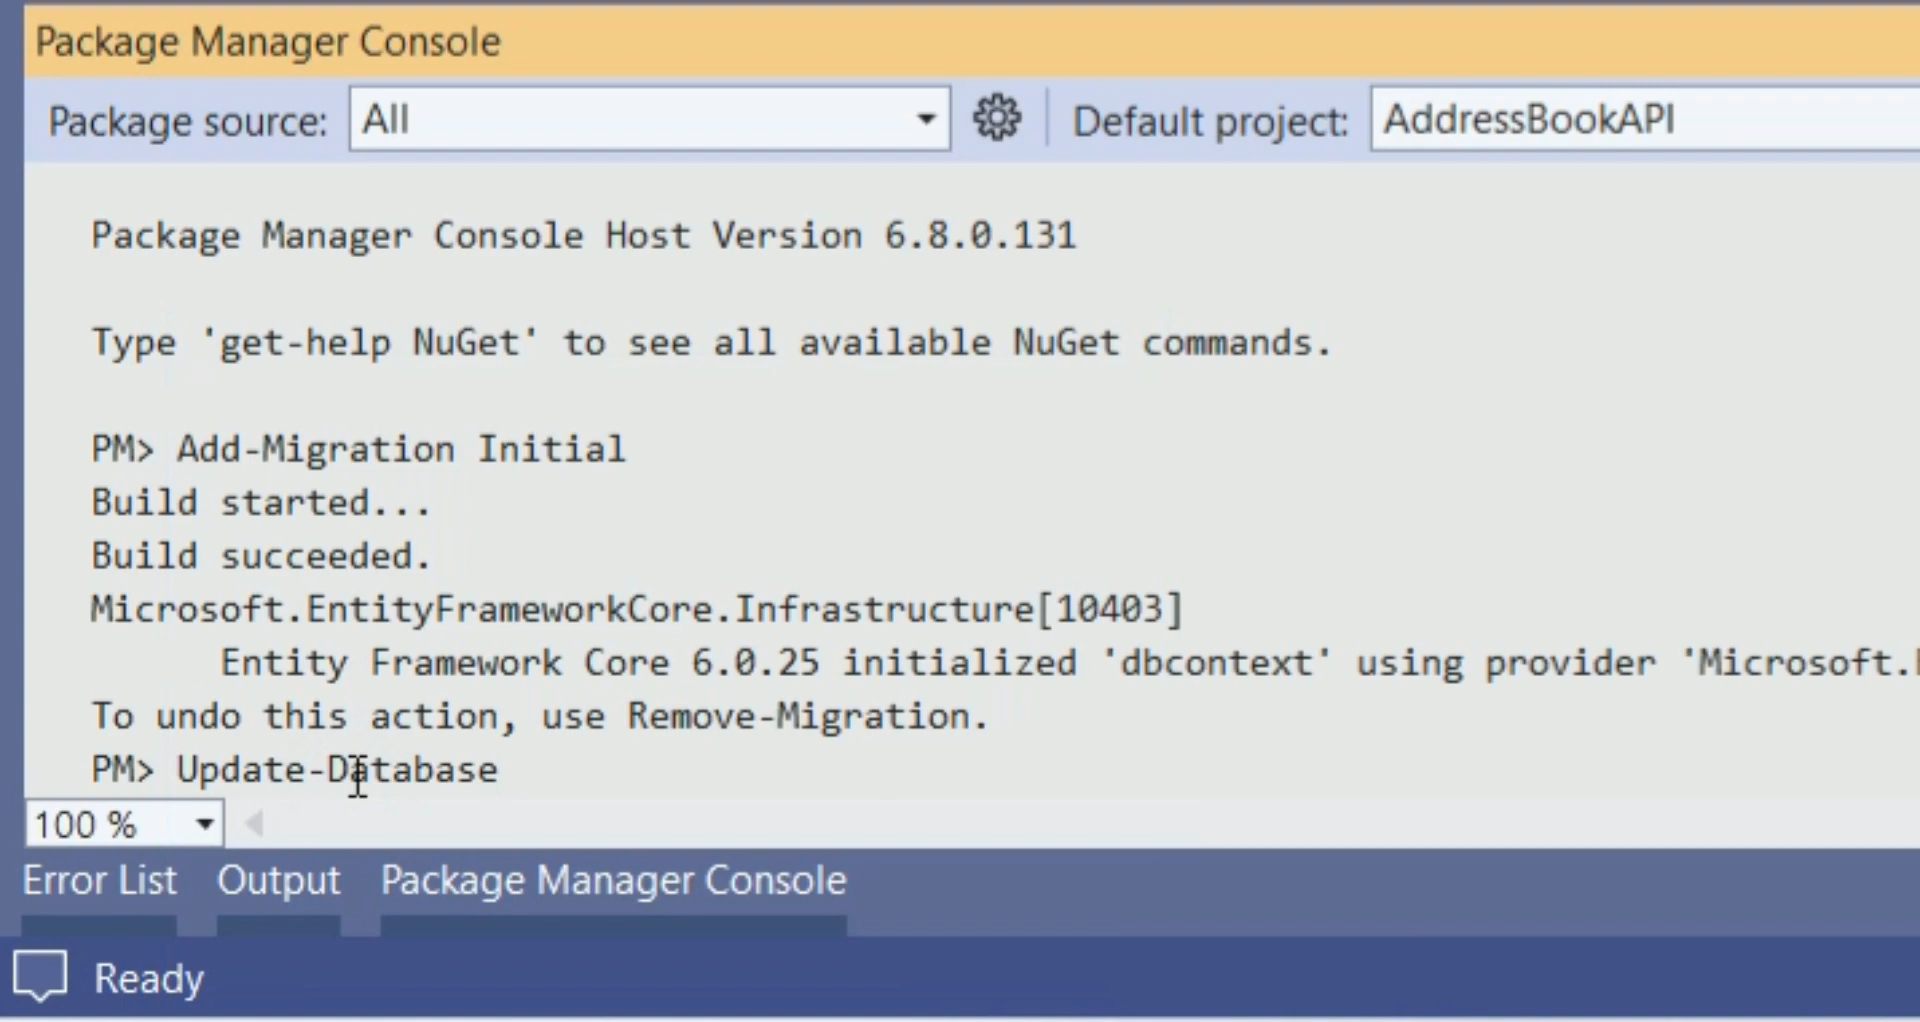 Package Manager Console
Package source: All Default project: AddressBookAPI
Package Manager Console Host Version 6.8.0.131
Type 'get-help NuGet' to see all available NuGet commands.
PM> Add-Migration Initial
Build started...
Build succeeded.
Microsoft.EntityFrameworkCore.Infrastructure[10403]
Entity Framework Core 6.0.25 initialized 'dbcontext' using provider 'Microsoft.
To undo this action, use Remove-Migration.
PM> Update-Database
100 %
Error List Output Package Manager Console
Ready